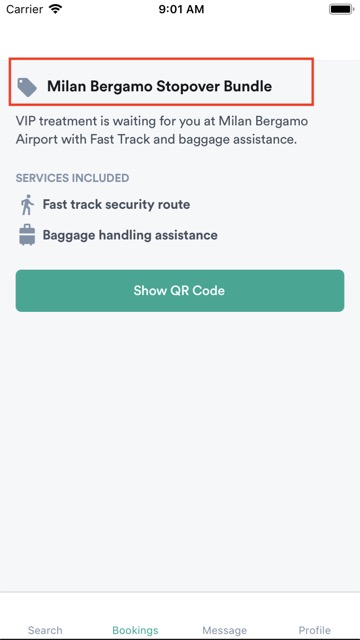 Carrier 9:01 AM
Milan Bergamo Stopover Bundle
VIP treatment is waiting for you at Milan Bergamo
Airport with Fast Track and baggage assistance.
SERVICES INCLUDED
Fast track security route
Baggage handling assistance
Show QR Code
Search Bookings Message Profile